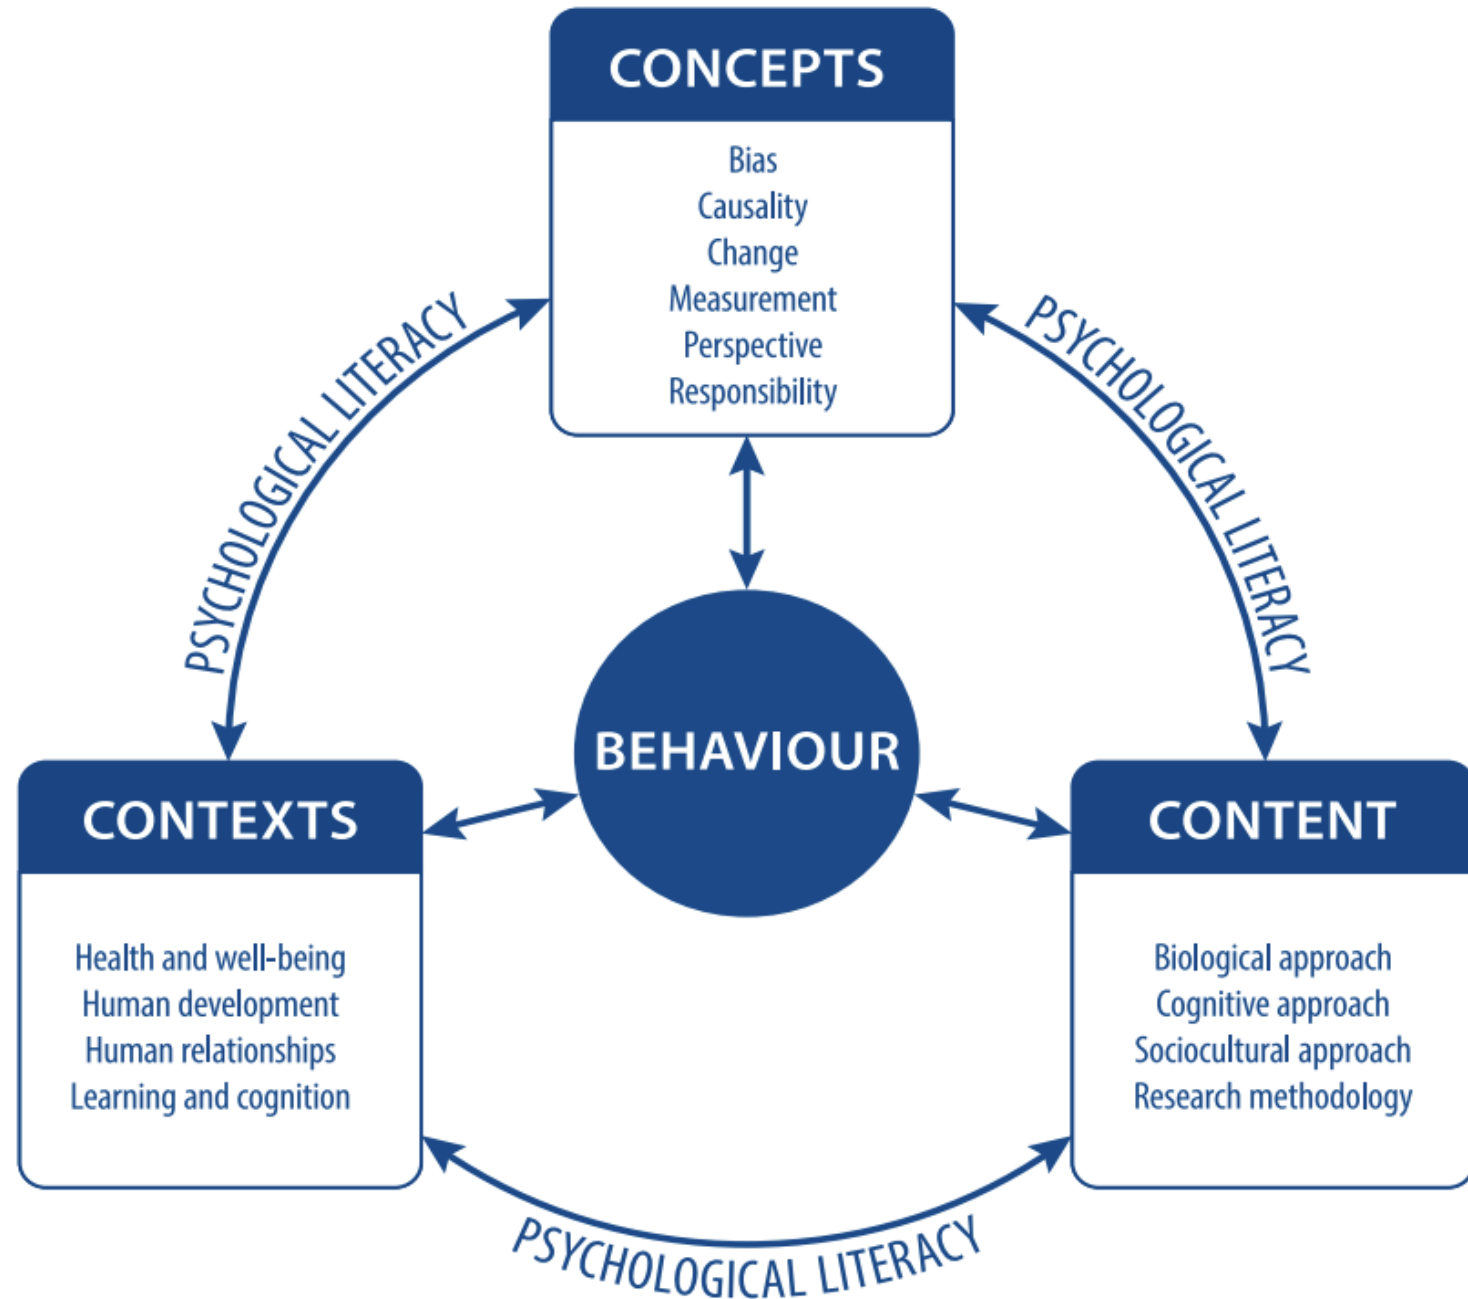 CONCEPTS
Bias
Causality
Change
Measurement
Perspective
Responsibility
PSYCHOLOGICAL LITERACY
PSYCHOLOGICAL LITERACY
BEHAVIOUR
CONTEXTS
Health and well-being
Human development
Human relationships
Learning and cognition
CONTENT
Biological approach
Cognitive approach
Sociocultural approach
Research methodology
PSYCHOLOGICAL LITERACY